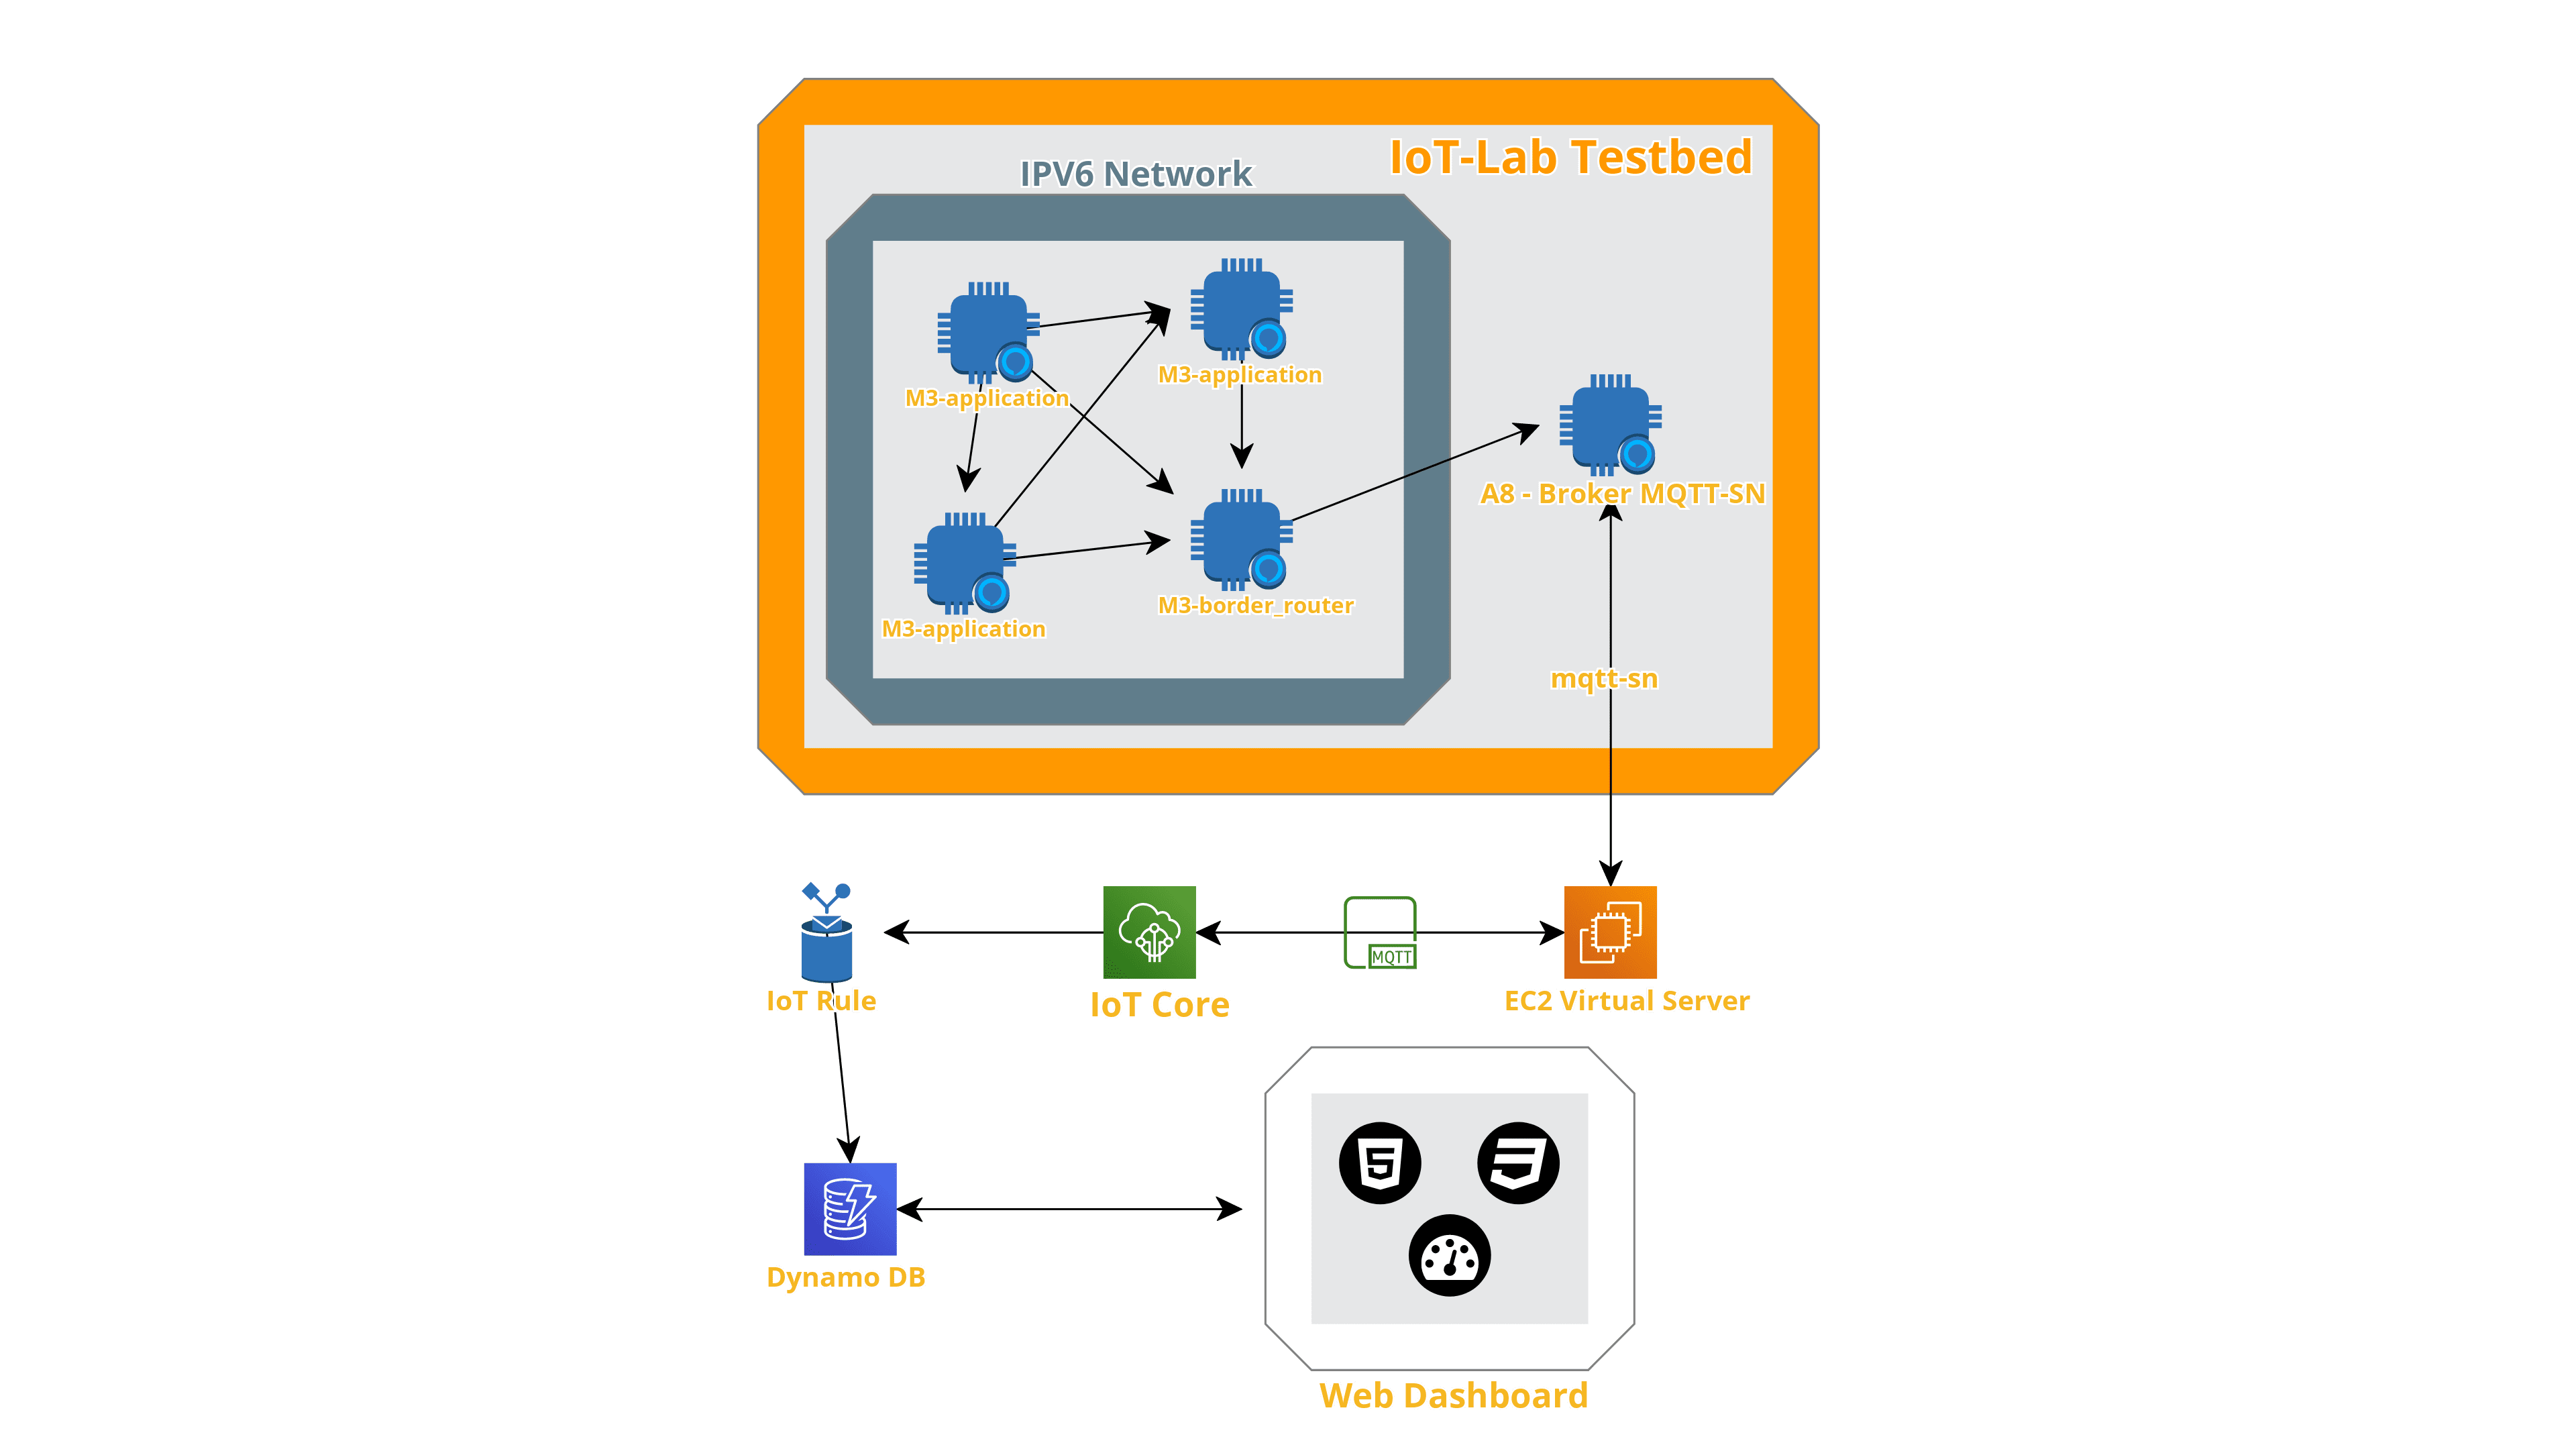 IoT-Lab Testbed
IPV6 Network
M3-application
M3-application
A8 - Broker MQTT-SN
M3-border_router
M3-application
mqtt-sn
MQTT
IoT Rule
IoT Core
EC2 Virtual Server
Dynamo DB
Web Dashboard